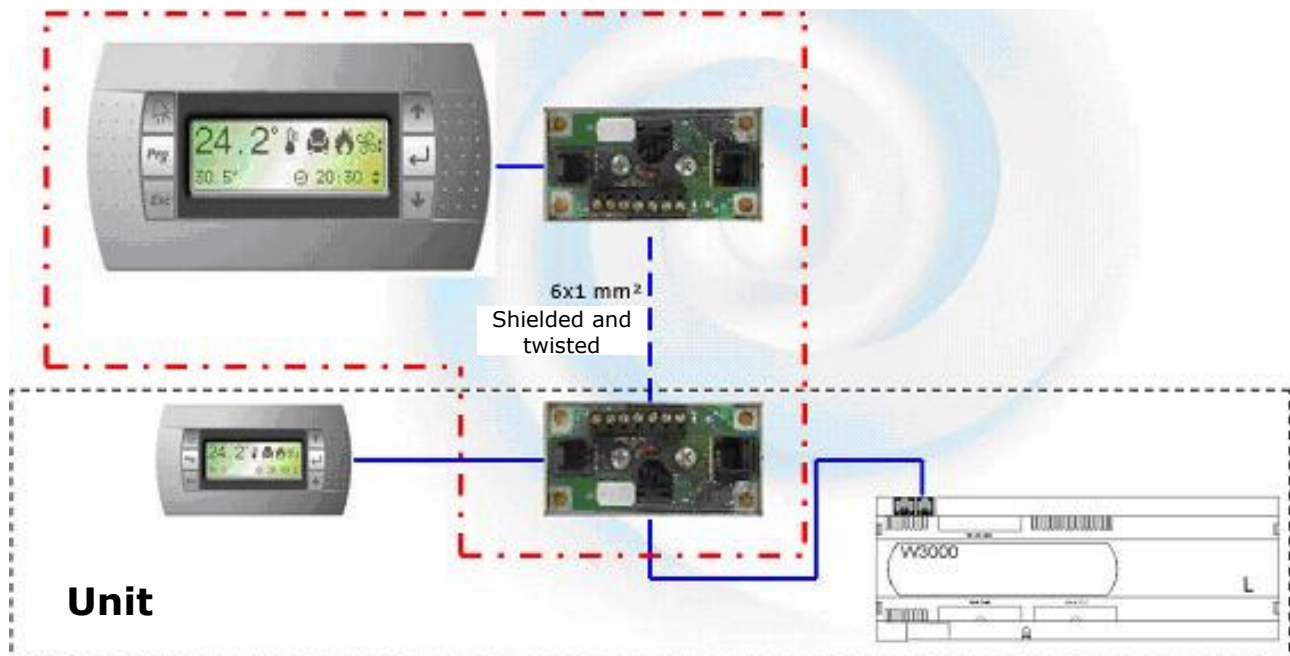 24.2°
Prg
30.5° 20:30
Esc
6x1 mm²
Shielded and
twisted
24.2°
W3000
L
Unit